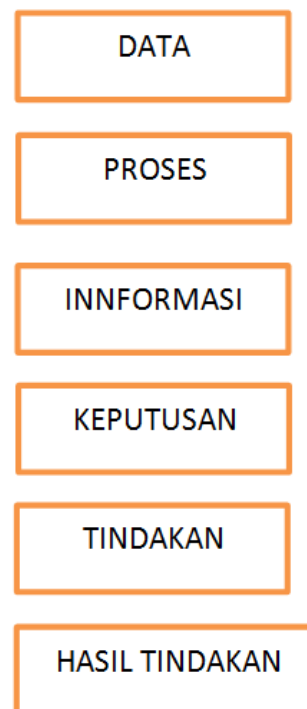 DATA
PROSES
INNFORMASI
KEPUTUSAN
TINDAKAN
HASIL TINDAKAN